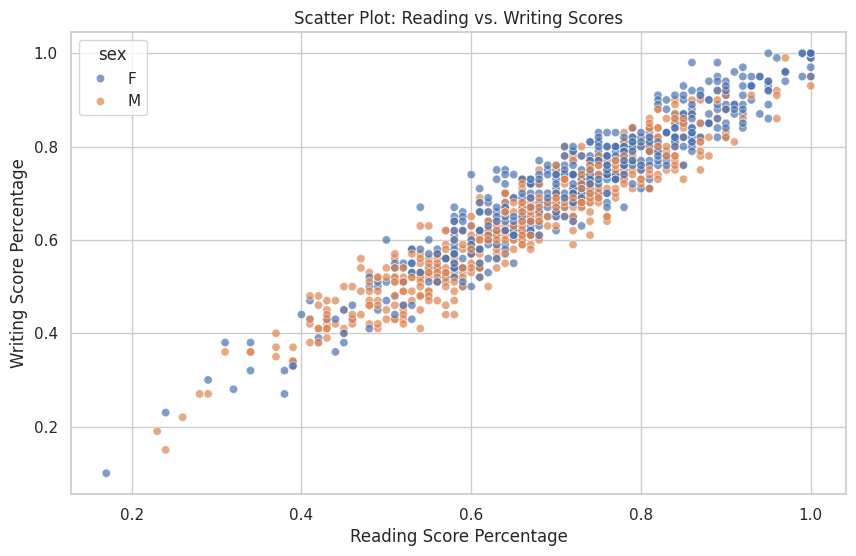 Scatter Plot: Reading vs. Writing Scores
sex
F
M
1.0
0.8
0.6
0.4
0.2
Writing Score Percentage
0.2 0.4 0.6 0.8 1.0
Reading Score Percentage